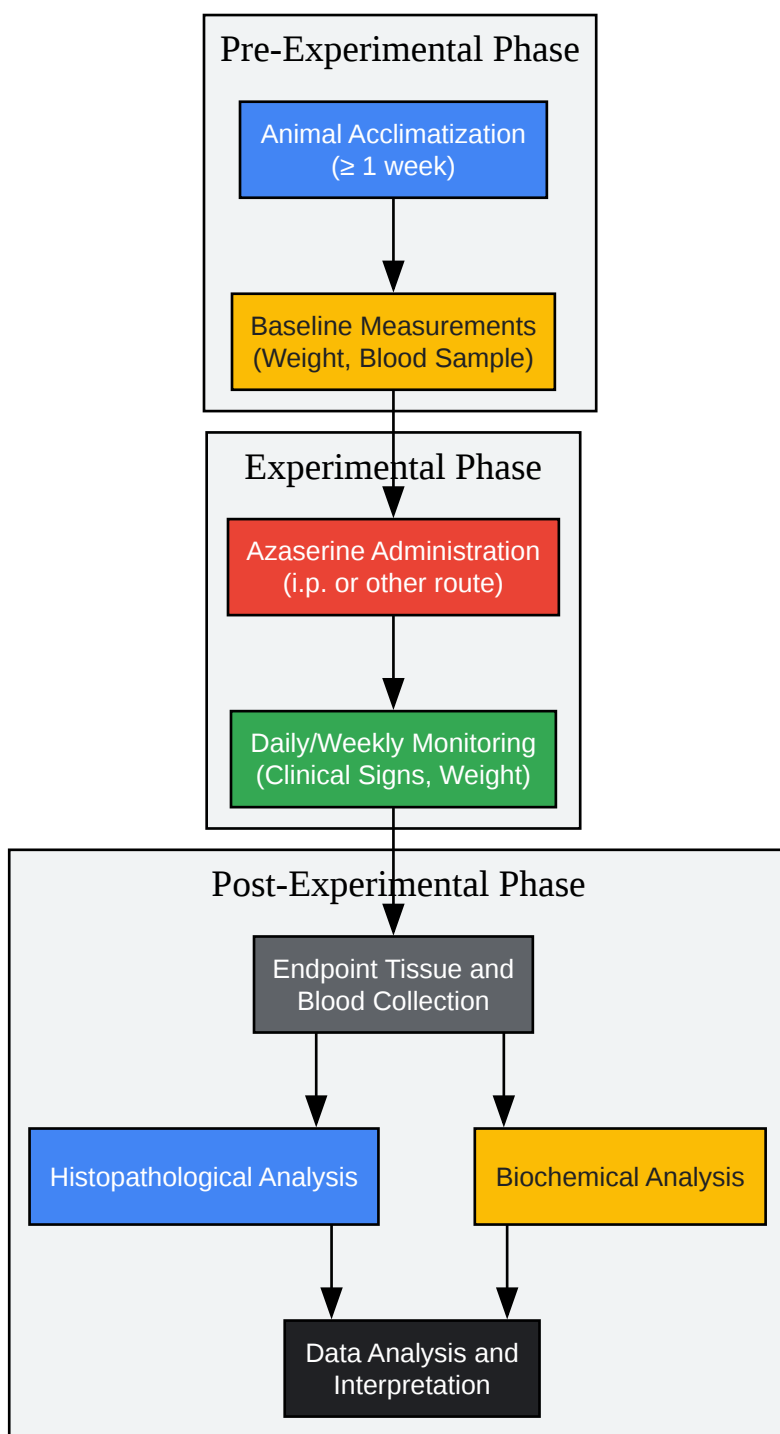 Pre-Experimental Phase
Animal Acclimatization
(≥ 1 week)
Baseline Measurements
(Weight, Blood Sample)
Experimental Phase
Azaserine Administration
(i.p. or other route)
Daily/Weekly Monitoring
(Clinical Signs, Weight)
Post-Experimental Phase
Endpoint Tissue and
Blood Collection
Histopathological Analysis
Biochemical Analysis
Data Analysis and
Interpretation